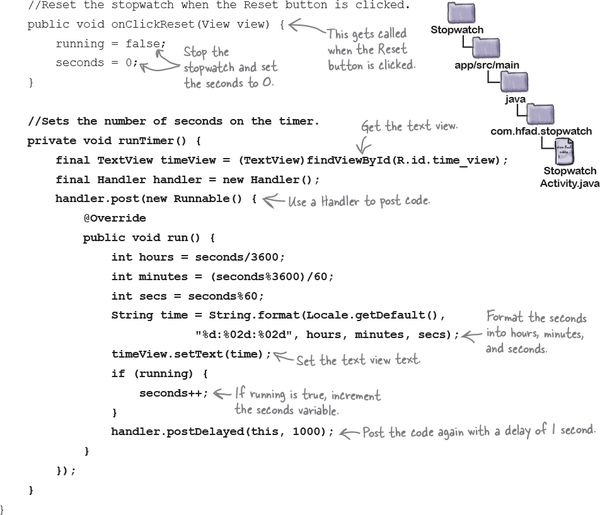 //Reset the stopwatch when the Reset button is clicked.
public void onClickReset(View view) {
This gets called
when the Reset
button is clicked.
running = false;
seconds = 0;
Stop the
stopwatch and set
the seconds to 0.
}
Stopwatch
app/src/main
java
com.hfad.stopwatch
Stopwatch
Activity.java
//Sets the number of seconds on the timer.
private void runTimer() {
Get the text view.
final TextView timeView = (TextView)findViewById(R.id.time_view);
final Handler handler = new Handler();
handler.post(new Runnable() {
Use a Handler to post code.
@Override
public void run() {
int hours = seconds/3600;
int minutes = (seconds%3600)/60;
int secs = seconds%60;
String time = String.format(Locale.getDefault(),
"%d:%02d:%02d", hours, minutes, secs);
Format the seconds
into hours, minutes,
and seconds.
timeView.setText(time);
Set the text view text.
if (running) {
seconds++;
If running is true, increment
the seconds variable.
}
handler.postDelayed(this, 1000);
Post the code again with a delay of 1 second.
}
});
}
}